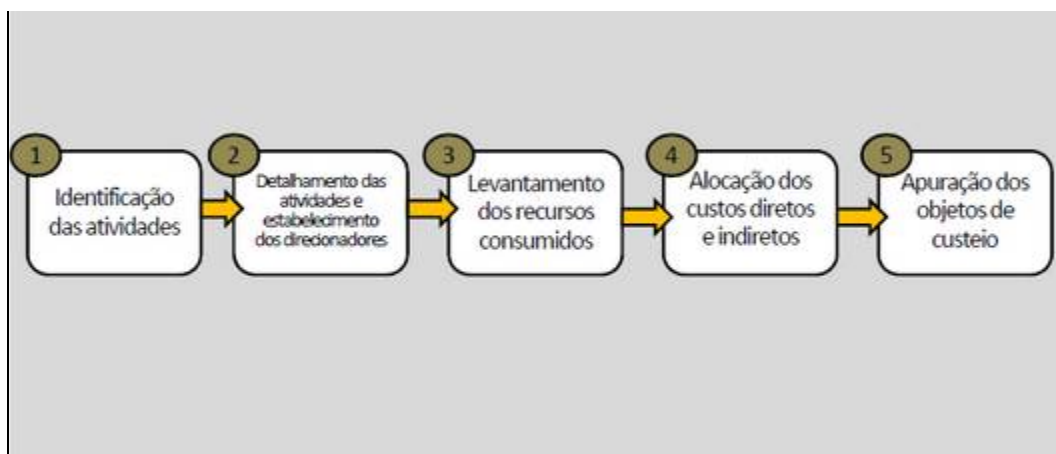 1
Identificação
das atividades
2
Detalhamento das
atividades e
estabelecimento
dos direcionadores
3
Levantamento
dos recursos
consumidos
4
Alocação dos
custos diretos
e indiretos
5
Apuração dos
objetos de
custeio